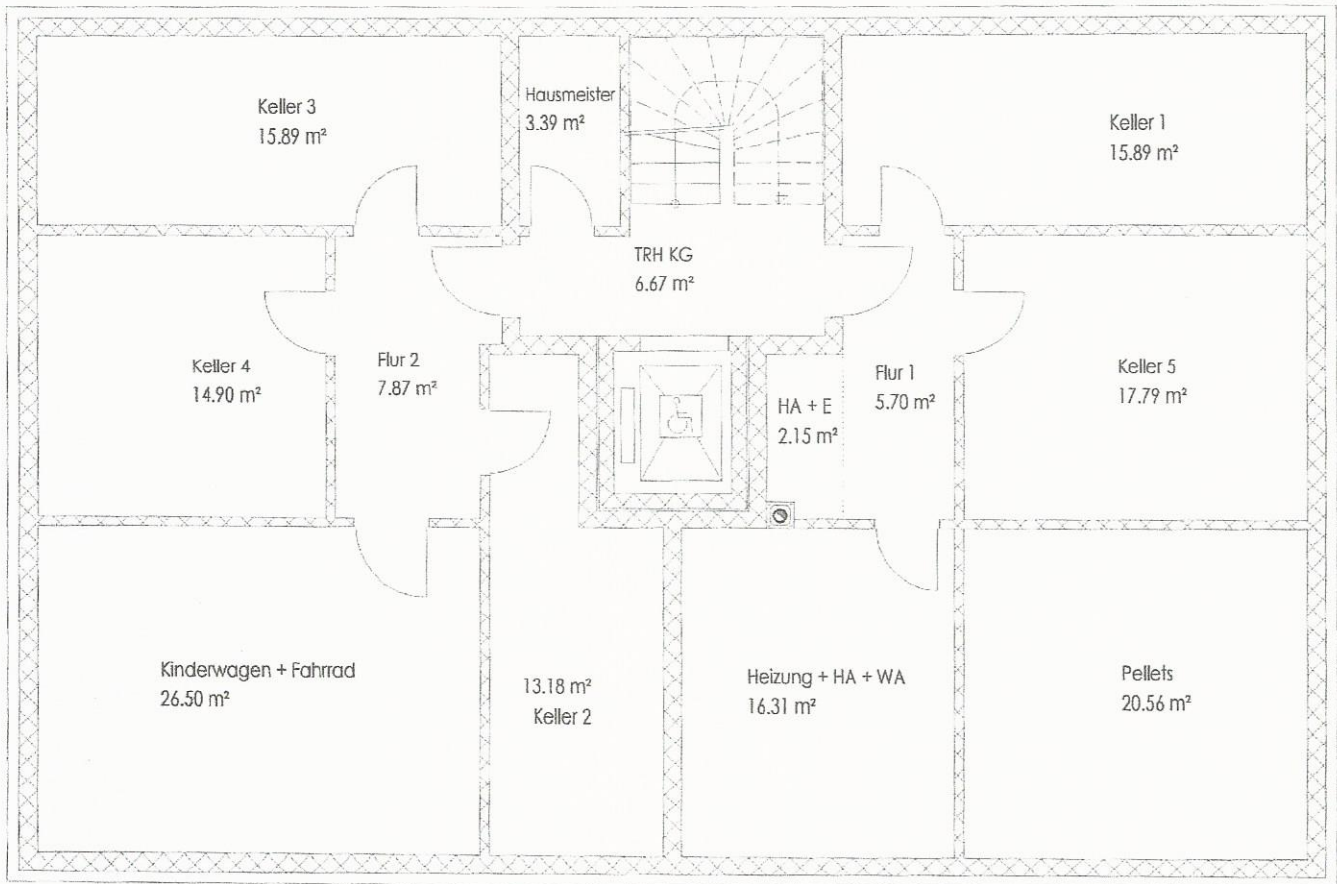 Keller 3
15.89 m²
Hausmeister
3.39 m²
Keller 1
15.89 m²
TRH KG
6.67 m²
Keller 4
14.90 m²
Flur 2
7.87 m²
HA + E
2.15 m²
Flur 1
5.70 m²
Keller 5
17.79 m²
Kinderwagen + Fahrrad
26.50 m²
13.18 m²
Keller 2
Heizung + HA + WA
16.31 m²
Pellets
20.56 m²